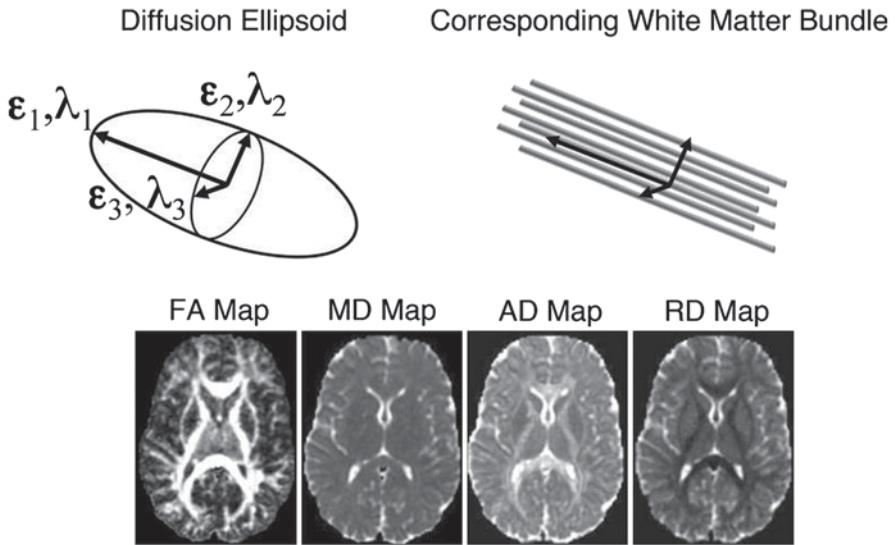 Diffusion Ellipsoid
Corresponding White Matter Bundle
ε₁,λ₁
ε₂,λ₂
ε₃, λ₃
FA Map
MD Map
AD Map
RD Map